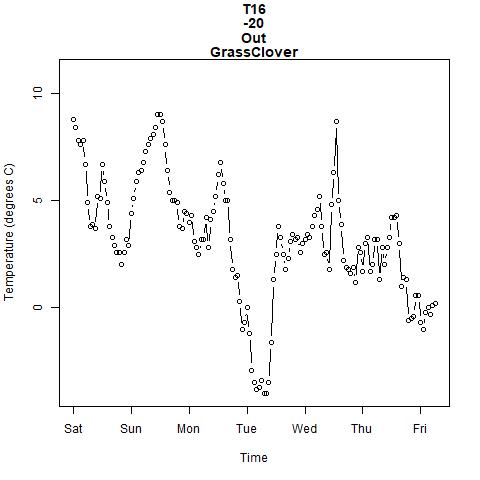 T16
-20
Out
GrassClover
10
5
0
Temperature (degrees C)
Sat Sun Mon Tue Wed Thu Fri
Time